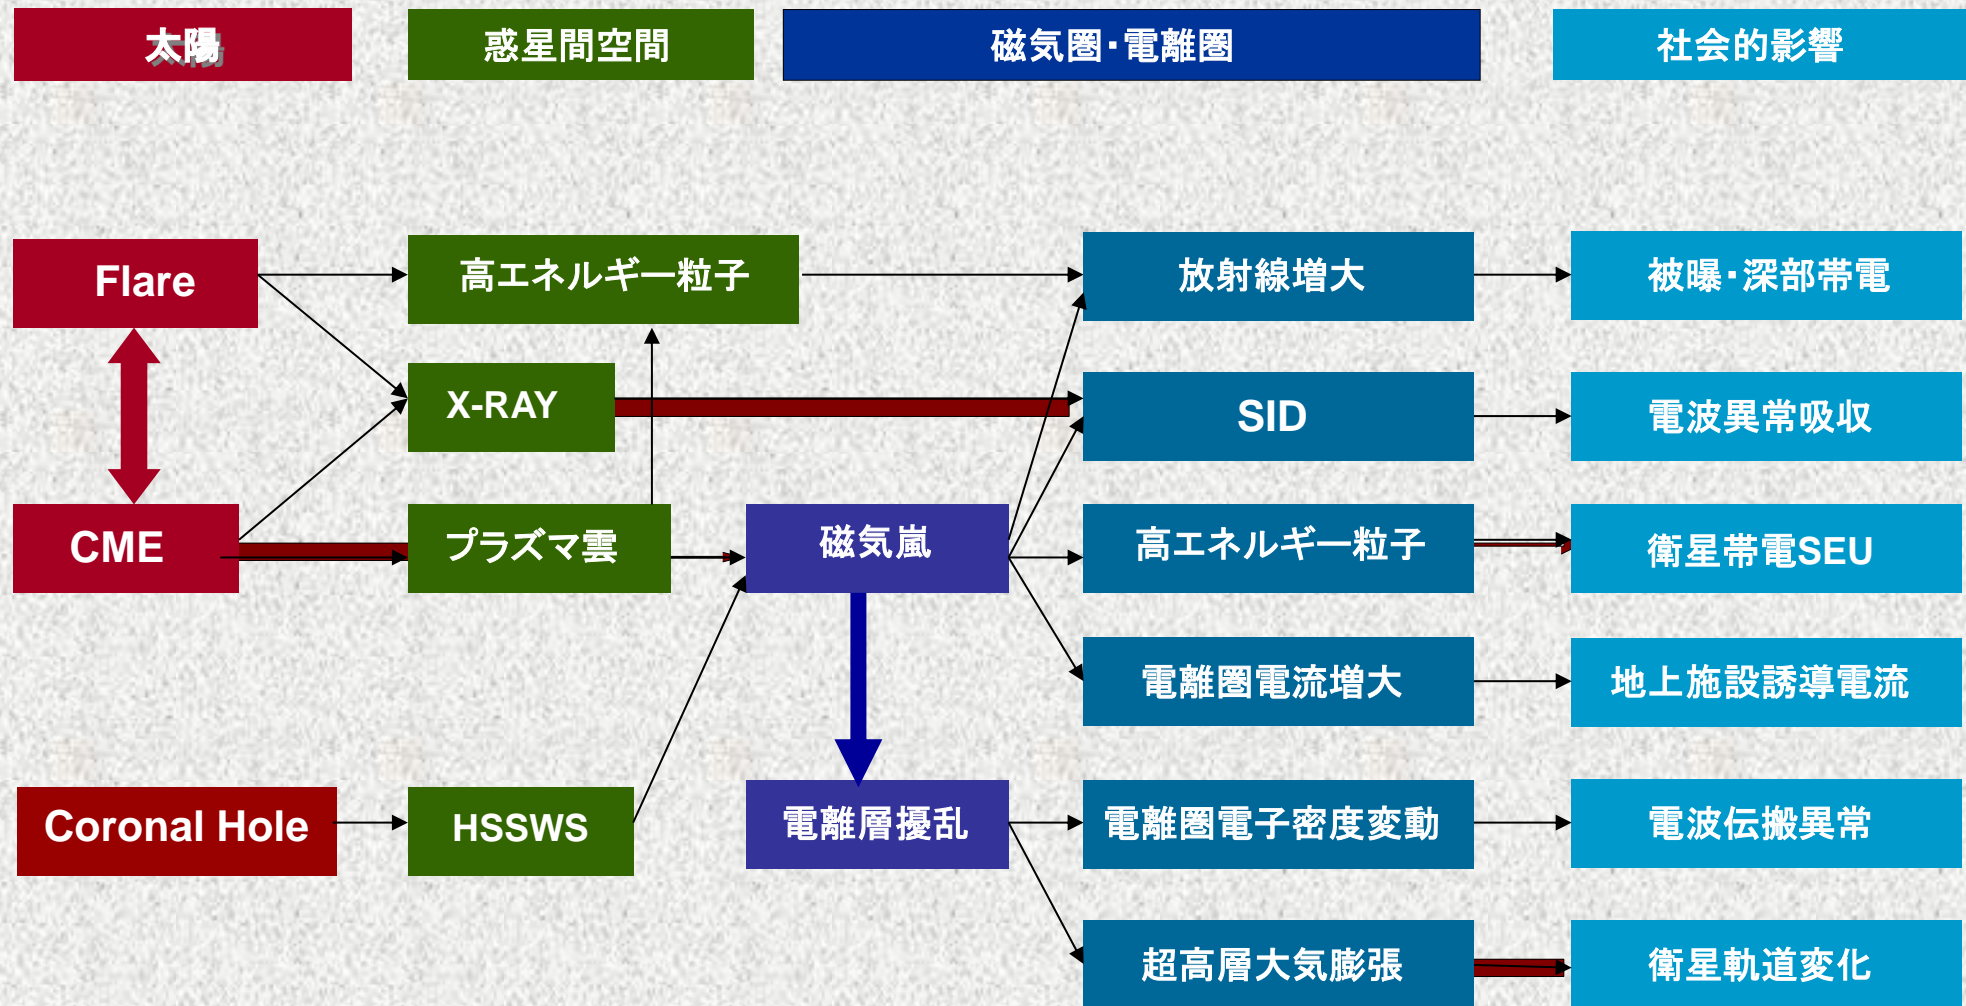 太陽
惑星間空間
磁気圏・電離圏
社会的影響
Flare
高エネルギー粒子
放射線増大
被曝・深部帯電
X-RAY
SID
電波異常吸収
CME
プラズマ雲
磁気嵐
高エネルギー粒子
衛星帯電SEU
電離圏電流増大
地上施設誘導電流
Coronal Hole
HSSWS
電離層擾乱
電離圏電子密度変動
電波伝搬異常
超高層大気膨張
衛星軌道変化